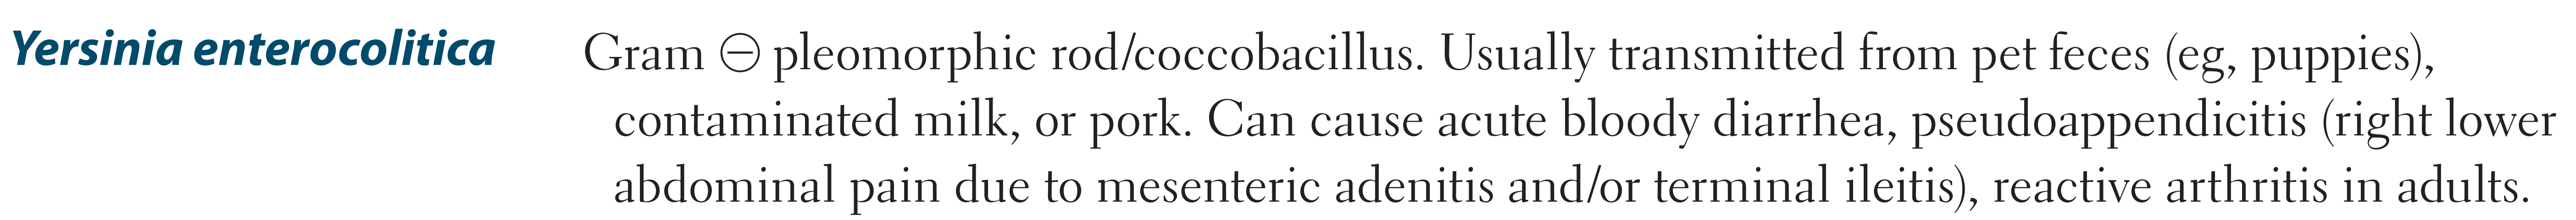 Yersinia enterocolitica Gram ⊖ pleomorphic rod/coccobacillus. Usually transmitted from pet feces (eg, puppies),
contaminated milk, or pork. Can cause acute bloody diarrhea, pseudoappendicitis (right lower
abdominal pain due to mesenteric adenitis and/or terminal ileitis), reactive arthritis in adults.